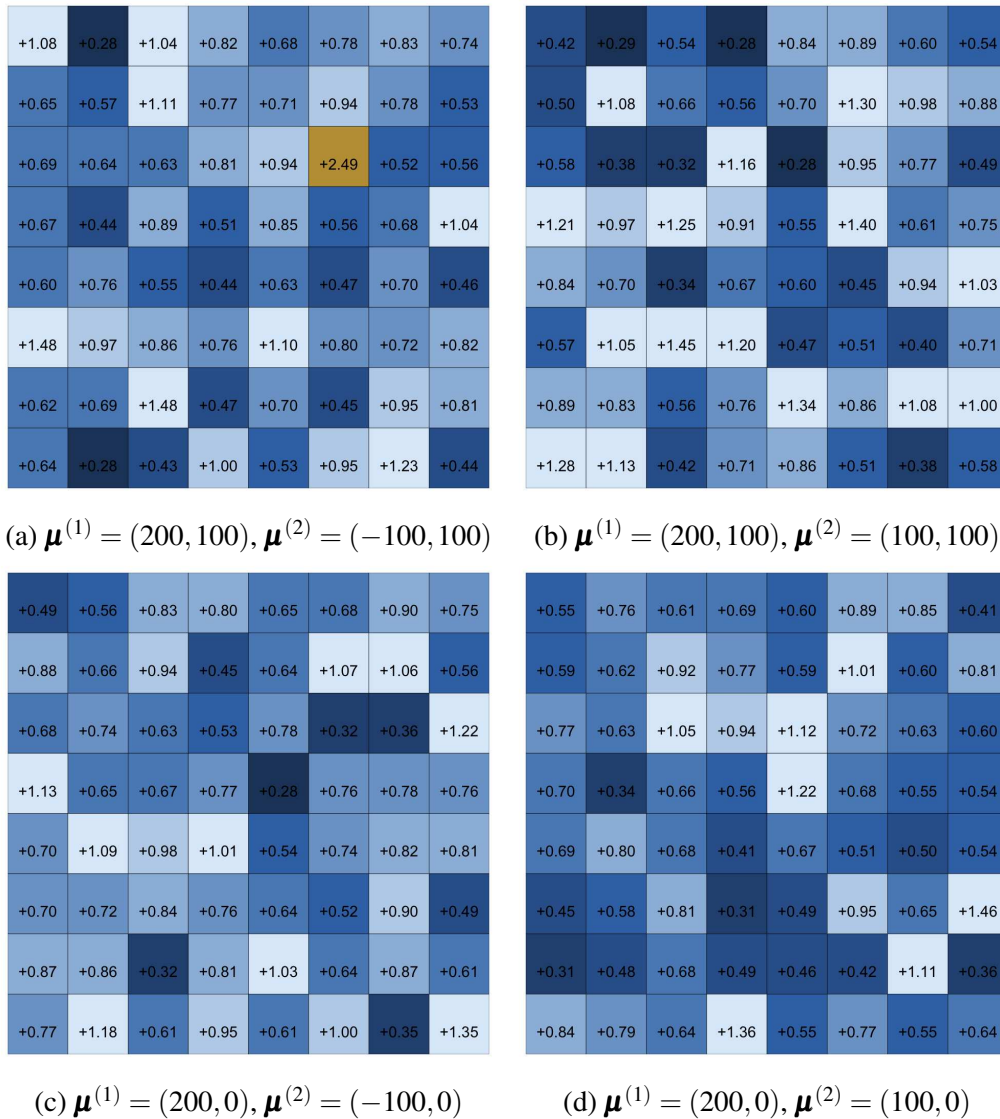 +1.08 +0.28 +1.04 +0.82 +0.68 +0.78 +0.83 +0.74
+0.65 +0.57 +1.11 +0.77 +0.71 +0.94 +0.78 +0.53
+0.69 +0.64 +0.63 +0.81 +0.94 +2.49 +0.52 +0.56
+0.67 +0.44 +0.89 +0.51 +0.85 +0.56 +0.68 +1.04
+0.60 +0.76 +0.55 +0.44 +0.63 +0.47 +0.70 +0.46
+1.48 +0.97 +0.86 +0.76 +1.10 +0.80 +0.72 +0.82
+0.62 +0.69 +1.48 +0.47 +0.70 +0.45 +0.95 +0.81
+0.64 +0.28 +0.43 +1.00 +0.53 +0.95 +1.23 +0.44
(a) 𝝁⁽¹⁾ = (200, 100), 𝝁⁽²⁾ = (−100, 100)
+0.42 +0.29 +0.54 +0.28 +0.84 +0.89 +0.60 +0.54
+0.50 +1.08 +0.66 +0.56 +0.70 +1.30 +0.98 +0.88
+0.58 +0.38 +0.32 +1.16 +0.28 +0.95 +0.77 +0.49
+1.21 +0.97 +1.25 +0.91 +0.55 +1.40 +0.61 +0.75
+0.84 +0.70 +0.34 +0.67 +0.60 +0.45 +0.94 +1.03
+0.57 +1.05 +1.45 +1.20 +0.47 +0.51 +0.40 +0.71
+0.89 +0.83 +0.56 +0.76 +1.34 +0.86 +1.08 +1.00
+1.28 +1.13 +0.42 +0.71 +0.86 +0.51 +0.38 +0.58
(b) 𝝁⁽¹⁾ = (200, 100), 𝝁⁽²⁾ = (100, 100)
+0.49 +0.56 +0.83 +0.80 +0.65 +0.68 +0.90 +0.75
+0.88 +0.66 +0.94 +0.45 +0.64 +1.07 +1.06 +0.56
+0.68 +0.74 +0.63 +0.53 +0.78 +0.32 +0.36 +1.22
+1.13 +0.65 +0.67 +0.77 +0.28 +0.76 +0.78 +0.76
+0.70 +1.09 +0.98 +1.01 +0.54 +0.74 +0.82 +0.81
+0.70 +0.72 +0.84 +0.76 +0.64 +0.52 +0.90 +0.49
+0.87 +0.86 +0.32 +0.81 +1.03 +0.64 +0.87 +0.61
+0.77 +1.18 +0.61 +0.95 +0.61 +1.00 +0.35 +1.35
(c) 𝝁⁽¹⁾ = (200, 0), 𝝁⁽²⁾ = (−100, 0)
+0.55 +0.76 +0.61 +0.69 +0.60 +0.89 +0.85 +0.41
+0.59 +0.62 +0.92 +0.77 +0.59 +1.01 +0.60 +0.81
+0.77 +0.63 +1.05 +0.94 +1.12 +0.72 +0.63 +0.60
+0.70 +0.34 +0.66 +0.56 +1.22 +0.68 +0.55 +0.54
+0.69 +0.80 +0.68 +0.41 +0.67 +0.51 +0.50 +0.54
+0.45 +0.58 +0.81 +0.31 +0.49 +0.95 +0.65 +1.46
+0.31 +0.48 +0.68 +0.49 +0.46 +0.42 +1.11 +0.36
+0.84 +0.79 +0.64 +1.36 +0.55 +0.77 +0.55 +0.64
(d) 𝝁⁽¹⁾ = (200, 0), 𝝁⁽²⁾ = (100, 0)